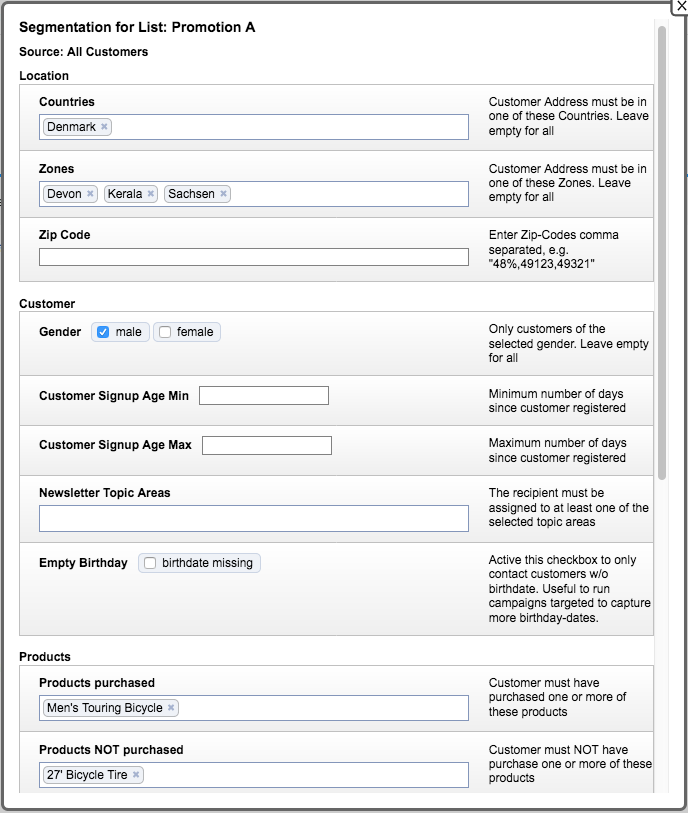 Segmentation for List: Promotion A
Source: All Customers
Location
Countries
Denmark ×
Customer Address must be in
one of these Countries. Leave
empty for all
Zones
Devon × Kerala × Sachsen ×
Customer Address must be in
one of these Zones. Leave
empty for all
Zip Code
Enter Zip-Codes comma
separated, e.g.
"48%,49123,49321"
Customer
Gender male female
Only customers of the
selected gender. Leave empty
for all
Customer Signup Age Min
Minimum number of days
since customer registered
Customer Signup Age Max
Maximum number of days
since customer registered
Newsletter Topic Areas
The recipient must be
assigned to at least one of the
selected topic areas
Empty Birthday birthdate missing
Active this checkbox to only
contact customers w/o
birthdate. Useful to run
campaigns targeted to capture
more birthday-dates.
Products
Products purchased
Men's Touring Bicycle ×
Customer must have
purchased one or more of
these products
Products NOT purchased
27' Bicycle Tire ×
Customer must NOT have
purchase one or more of these
products